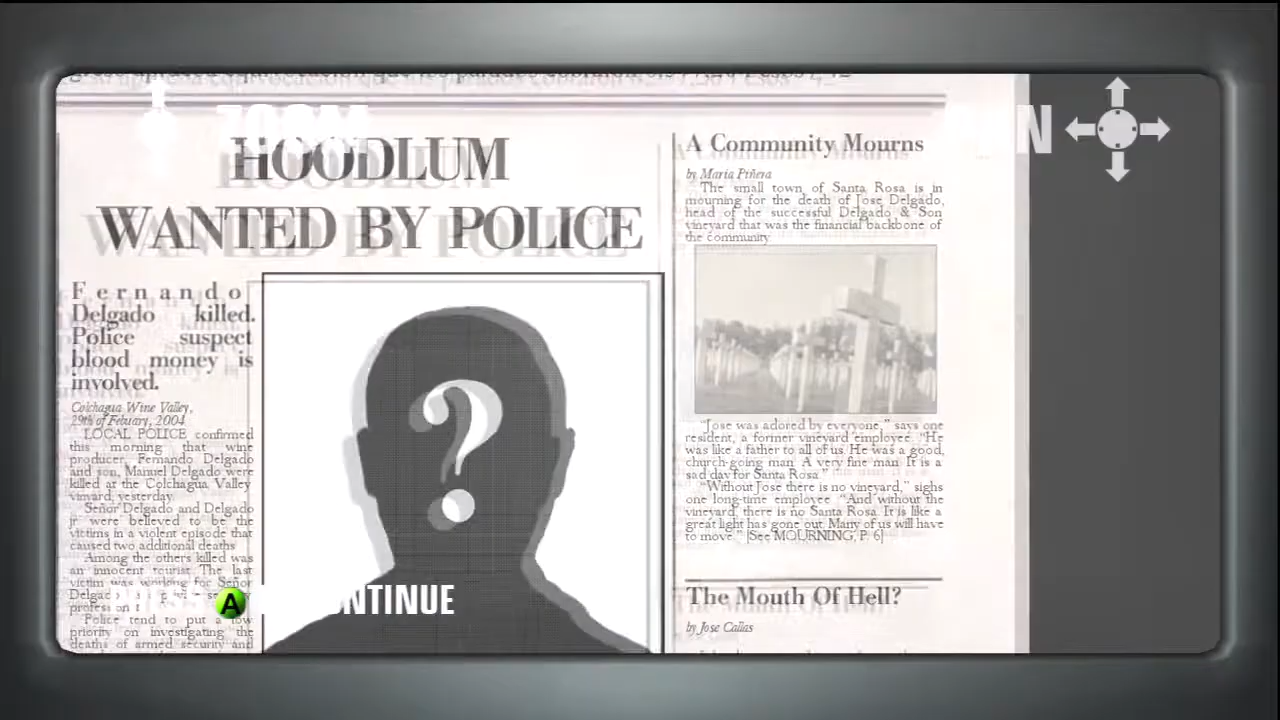 ZOOM
HOODLUM
WANTED BY POLICE
Fernando
Delgado killed.
Police suspect
blood money is
involved.
Colchagua Wine Valley,
29th of Febuary, 2004
LOCAL POLICE confirmed
this morning that wine
producer, Fernando Delgado
and son, Manuel Delgado were
killed at the Colchagua Valley
vinyard, yesterday.
Señor Delgado and Delgado
jr. were believed to be the
victims in a violent episode that
caused two additional deaths
Among the others killed was
an innocent tourist. The last
victim was working for Señor
Police tend to put a low
priority on investigating the
deaths of armed security and
?
A CONTINUE
A Community Mourns
by Maria Piñera
The small town of Santa Rosa is in
mourning for the death of Jose Delgado,
head of the successful Delgado & Son
vineyard that was the financial backbone of
the community.
"Jose was adored by everyone," says one
resident, a former vineyard employee. "He
was like a father to all of us. He was a good,
church-going man. A very fine man. It is a
sad day for Santa Rosa."
"Without Jose there is no vineyard," sighs
one long-time employee. "And without the
vineyard, there is no Santa Rosa. It is like a
great light has gone out. Many of us will have
to move." [See MOURNING, P. 6]
The Mouth Of Hell?
by Jose Callas